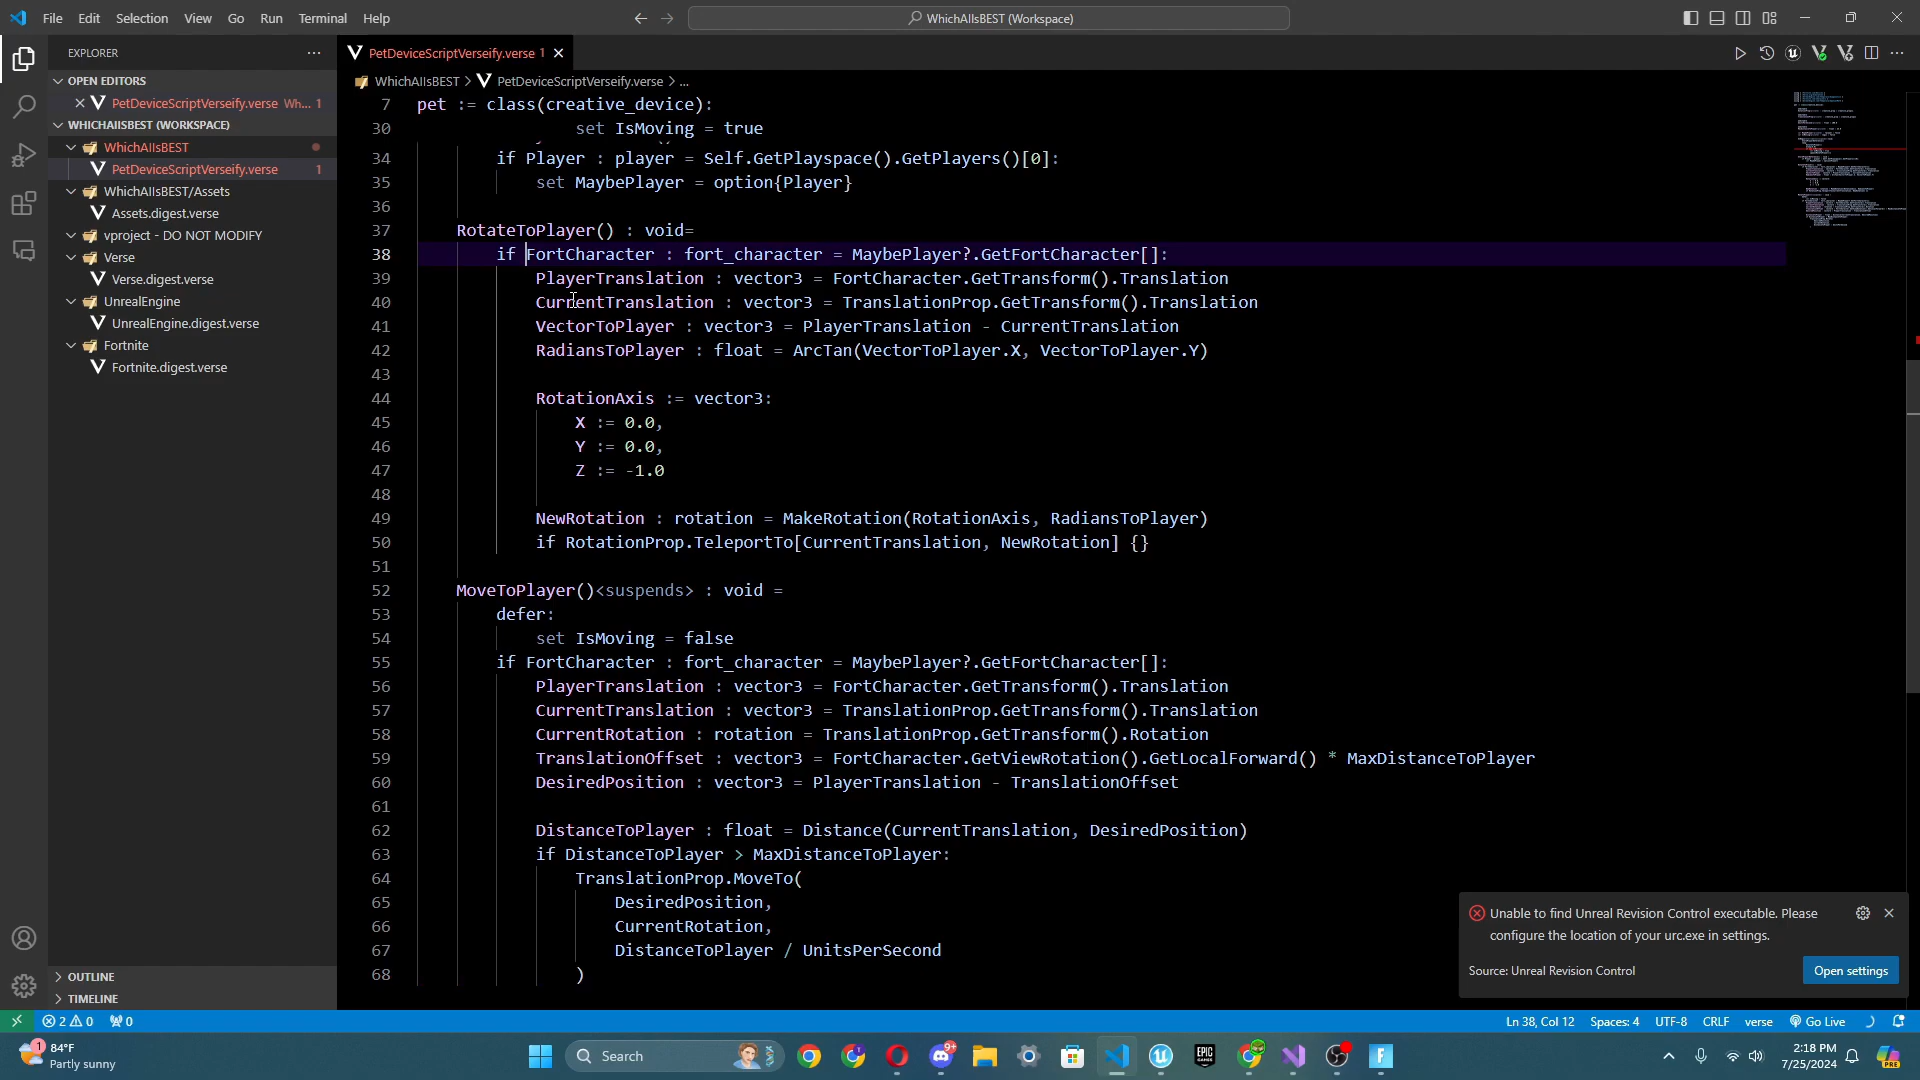 File Edit Selection View Go Run Terminal Help
WhichAIIsBEST (Workspace)
EXPLORER
PetDeviceScriptVerseify.verse 1
OPEN EDITORS
PetDeviceScriptVerseify.verse Wh... 1
WHICHAIISBEST (WORKSPACE)
WhichAIIsBEST
PetDeviceScriptVerseify.verse 1
WhichAIIsBEST/Assets
Assets.digest.verse
vproject - DO NOT MODIFY
Verse
Verse.digest.verse
UnrealEngine
UnrealEngine.digest.verse
Fortnite
Fortnite.digest.verse
OUTLINE
TIMELINE
WhichAIIsBEST > PetDeviceScriptVerseify.verse > ...
7 pet := class(creative_device):
30 set IsMoving = true
34 if Player : player = Self.GetPlayspace().GetPlayers()[0]:
35 set MaybePlayer = option{Player}
36
37 RotateToPlayer() : void=
38 if FortCharacter : fort_character = MaybePlayer?.GetFortCharacter[]:
39 PlayerTranslation : vector3 = FortCharacter.GetTransform().Translation
40 CurrentTranslation : vector3 = TranslationProp.GetTransform().Translation
41 VectorToPlayer : vector3 = PlayerTranslation - CurrentTranslation
42 RadiansToPlayer : float = ArcTan(VectorToPlayer.X, VectorToPlayer.Y)
43
44 RotationAxis := vector3:
45 X := 0.0,
46 Y := 0.0,
47 Z := -1.0
48
49 NewRotation : rotation = MakeRotation(RotationAxis, RadiansToPlayer)
50 if RotationProp.TeleportTo[CurrentTranslation, NewRotation] {}
51
52 MoveToPlayer()<suspends> : void =
53 defer:
54 set IsMoving = false
55 if FortCharacter : fort_character = MaybePlayer?.GetFortCharacter[]:
56 PlayerTranslation : vector3 = FortCharacter.GetTransform().Translation
57 CurrentTranslation : vector3 = TranslationProp.GetTransform().Translation
58 CurrentRotation : rotation = TranslationProp.GetTransform().Rotation
59 TranslationOffset : vector3 = FortCharacter.GetViewRotation().GetLocalForward() * MaxDistanceToPlayer
60 DesiredPosition : vector3 = PlayerTranslation - TranslationOffset
61
62 DistanceToPlayer : float = Distance(CurrentTranslation, DesiredPosition)
63 if DistanceToPlayer > MaxDistanceToPlayer:
64 TranslationProp.MoveTo(
65 DesiredPosition,
66 CurrentRotation,
67 DistanceToPlayer / UnitsPerSecond
68 )
Unable to find Unreal Revision Control executable. Please
configure the location of your urc.exe in settings.
Source: Unreal Revision Control
Open settings
2 0 0
Ln 38, Col 12 Spaces: 4 UTF-8 CRLF verse Go Live
1
84°F
Partly sunny
Search
9+
EPIC GAMES
2:18 PM
7/25/2024
PRE